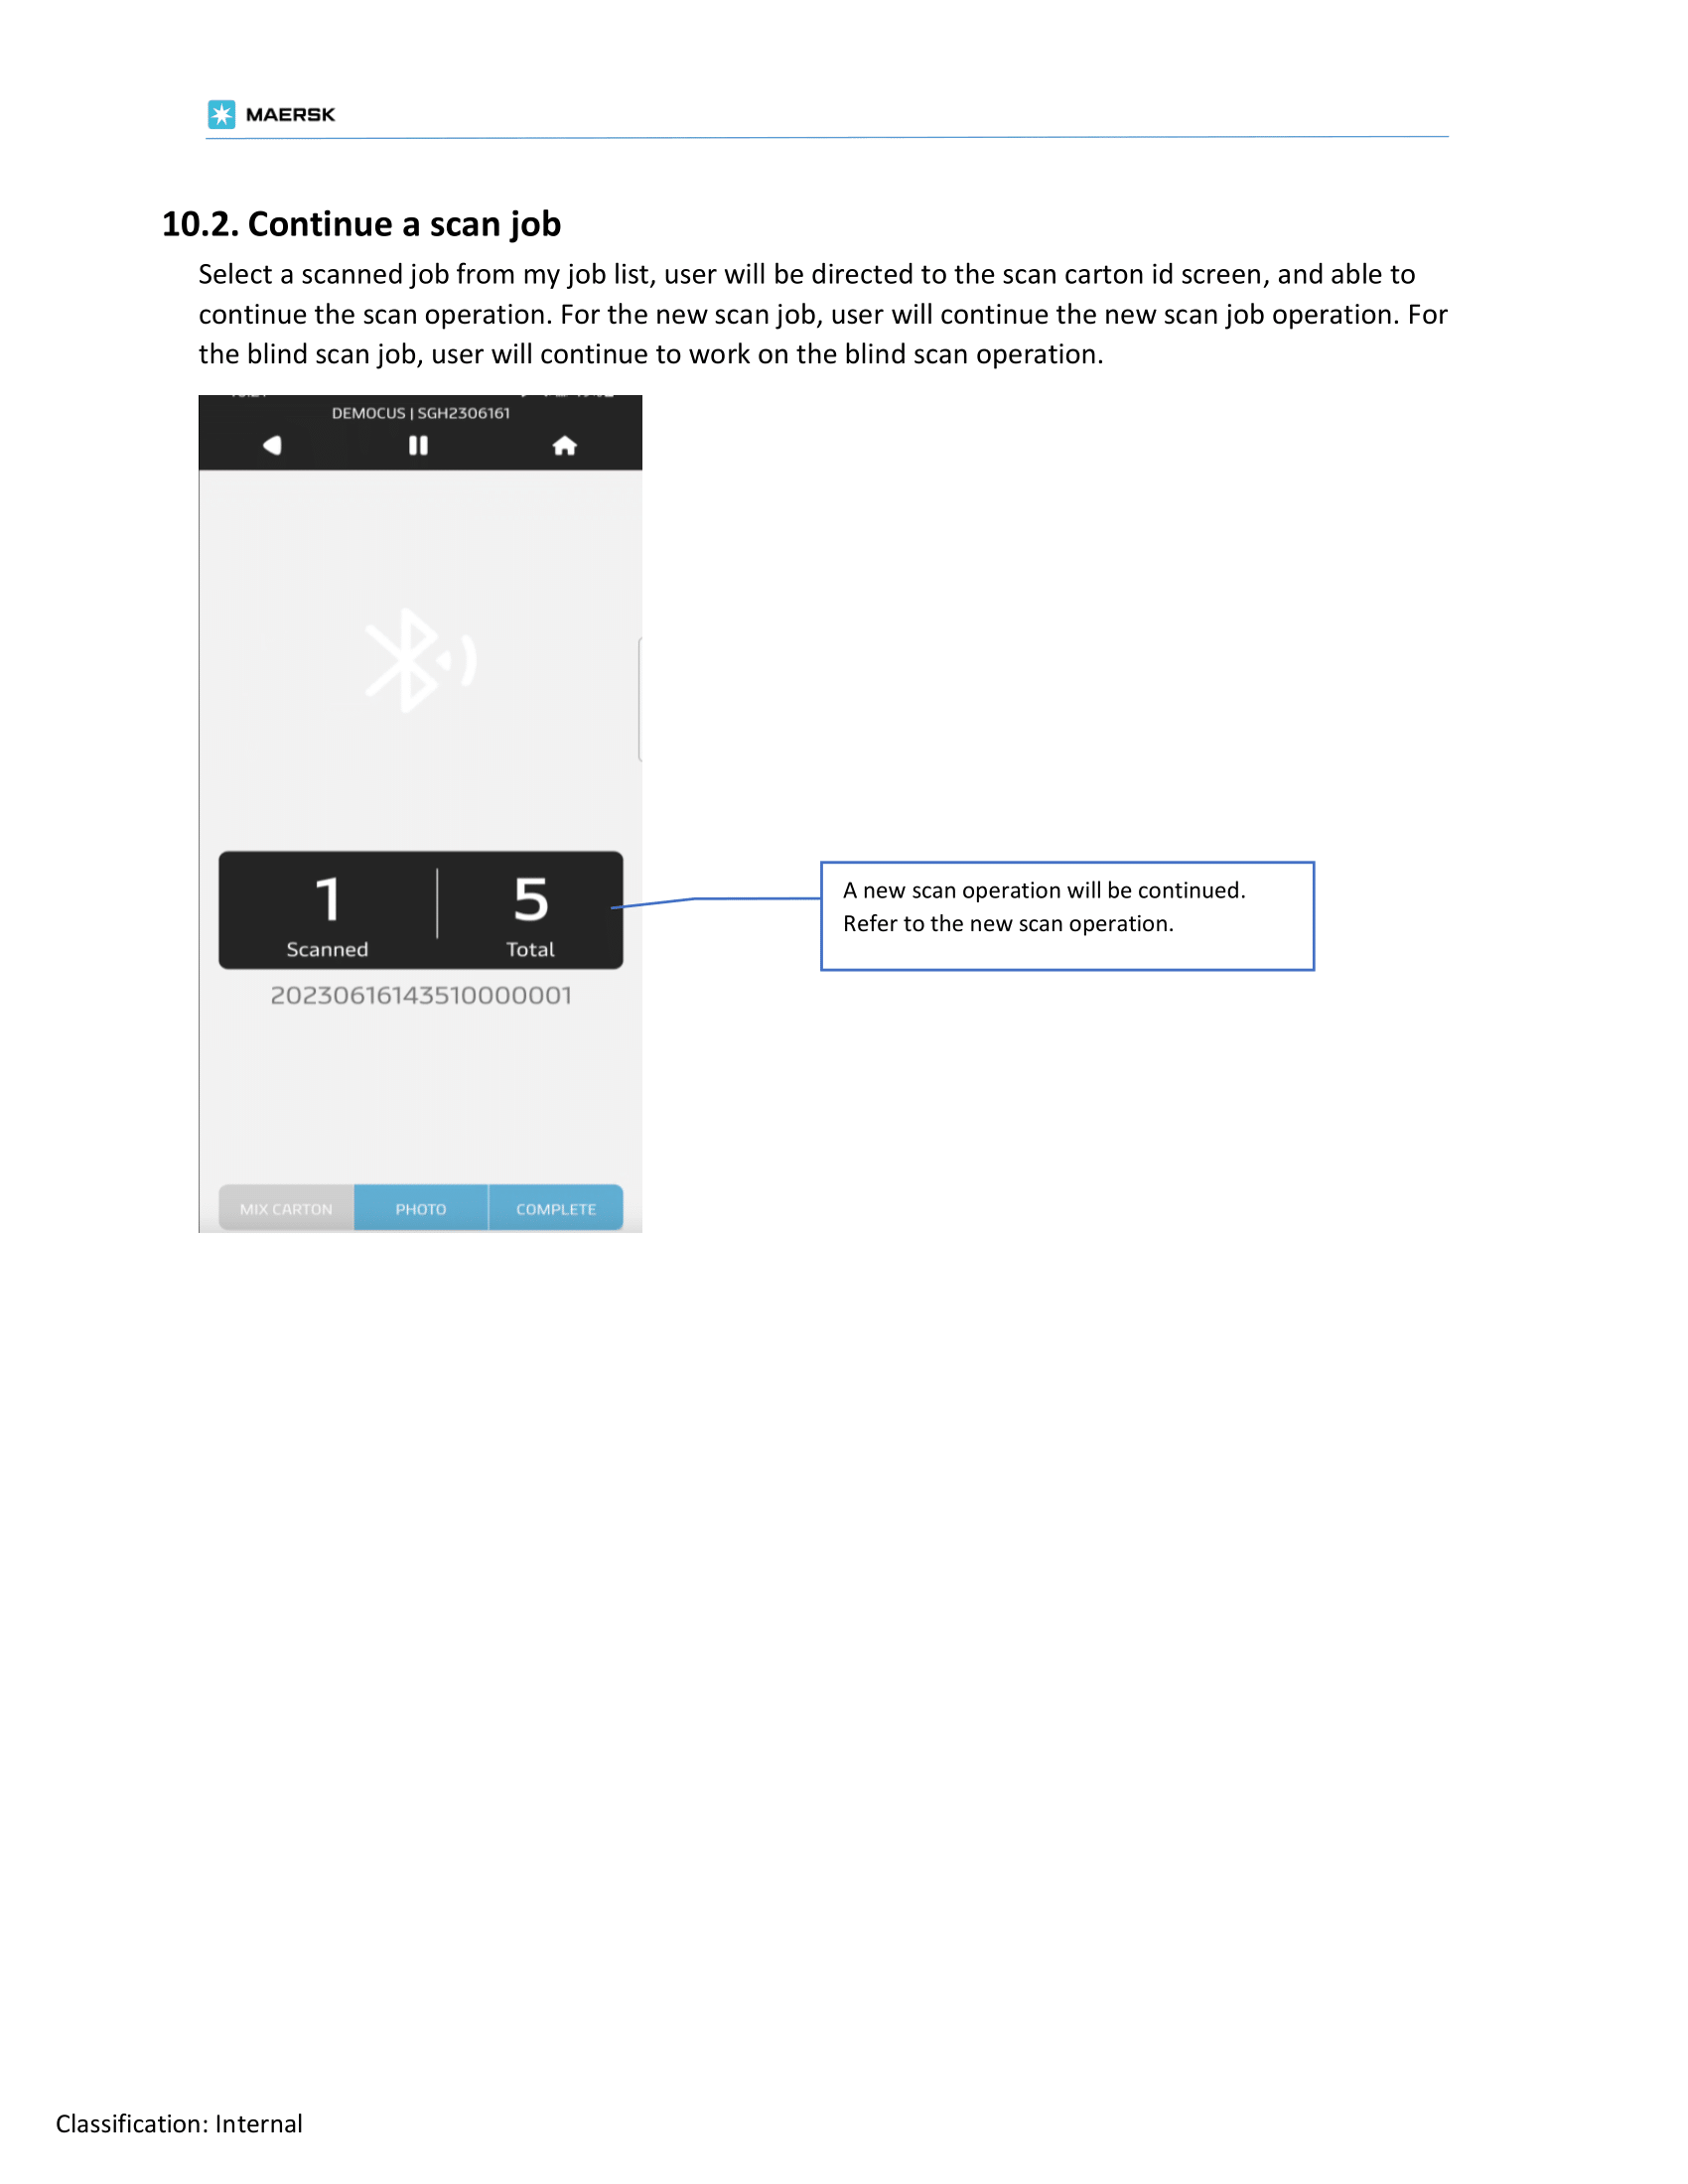 MAERSK
10.2. Continue a scan job
Select a scanned job from my job list, user will be directed to the scan carton id screen, and able to
continue the scan operation. For the new scan job, user will continue the new scan job operation. For
the blind scan job, user will continue to work on the blind scan operation.
DEMOCUS | SGH2306161
1
Scanned
5
Total
20230616143510000001
A new scan operation will be continued.
Refer to the new scan operation.
MIX CARTON
PHOTO
COMPLETE
Classification: Internal